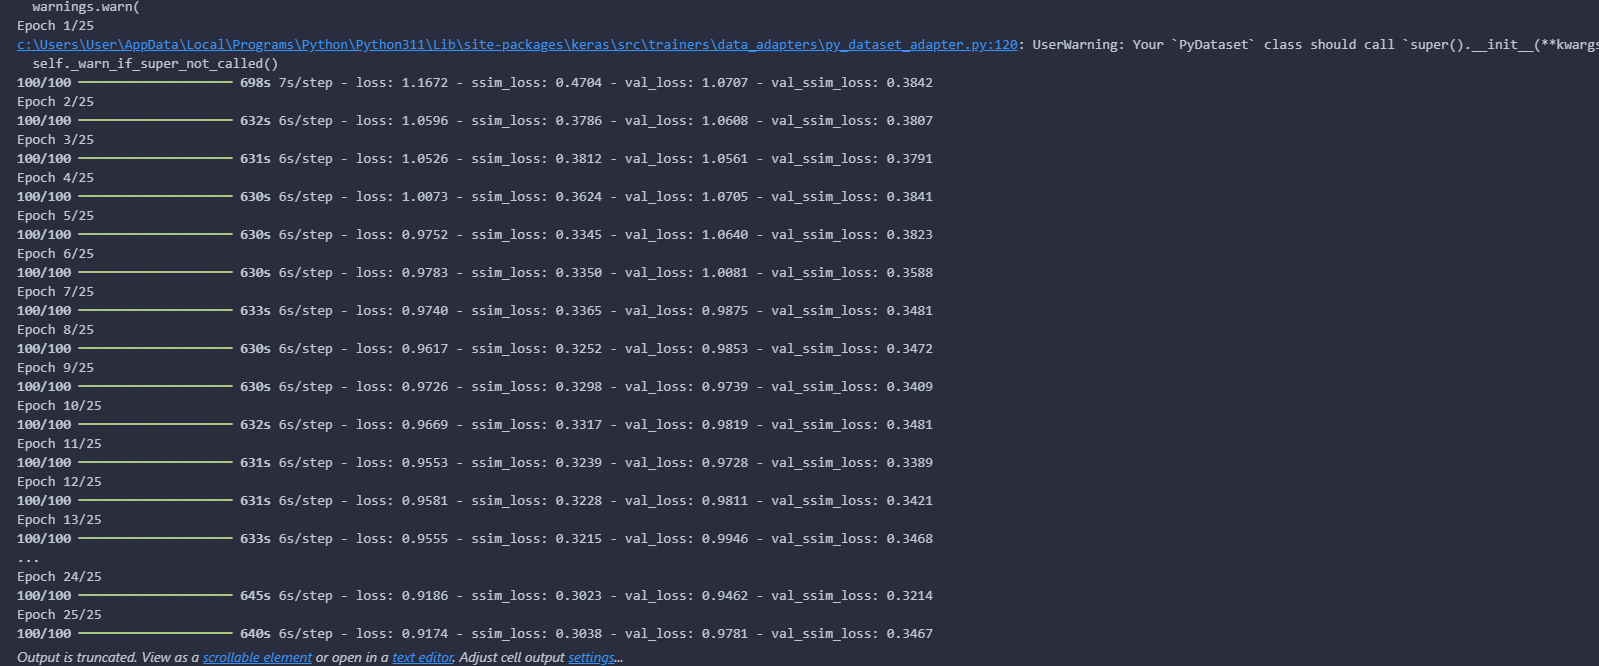 warnings.warn(
Epoch 1/25
c:\Users\User\AppData\Local\Programs\Python\Python311\Lib\site-packages\keras\src\trainers\data_adapters\py_dataset_adapter.py:120: UserWarning: Your `PyDataset` class should call `super().__init__(**kwargs
self._warn_if_super_not_called()
100/100 698s 7s/step - loss: 1.1672 - ssim_loss: 0.4704 - val_loss: 1.0707 - val_ssim_loss: 0.3842
Epoch 2/25
100/100 632s 6s/step - loss: 1.0596 - ssim_loss: 0.3786 - val_loss: 1.0608 - val_ssim_loss: 0.3807
Epoch 3/25
100/100 631s 6s/step - loss: 1.0526 - ssim_loss: 0.3812 - val_loss: 1.0561 - val_ssim_loss: 0.3791
Epoch 4/25
100/100 630s 6s/step - loss: 1.0073 - ssim_loss: 0.3624 - val_loss: 1.0705 - val_ssim_loss: 0.3841
Epoch 5/25
100/100 630s 6s/step - loss: 0.9752 - ssim_loss: 0.3345 - val_loss: 1.0640 - val_ssim_loss: 0.3823
Epoch 6/25
100/100 630s 6s/step - loss: 0.9783 - ssim_loss: 0.3350 - val_loss: 1.0081 - val_ssim_loss: 0.3588
Epoch 7/25
100/100 633s 6s/step - loss: 0.9740 - ssim_loss: 0.3365 - val_loss: 0.9875 - val_ssim_loss: 0.3481
Epoch 8/25
100/100 630s 6s/step - loss: 0.9617 - ssim_loss: 0.3252 - val_loss: 0.9853 - val_ssim_loss: 0.3472
Epoch 9/25
100/100 630s 6s/step - loss: 0.9726 - ssim_loss: 0.3298 - val_loss: 0.9739 - val_ssim_loss: 0.3409
Epoch 10/25
100/100 632s 6s/step - loss: 0.9669 - ssim_loss: 0.3317 - val_loss: 0.9819 - val_ssim_loss: 0.3481
Epoch 11/25
100/100 631s 6s/step - loss: 0.9553 - ssim_loss: 0.3239 - val_loss: 0.9728 - val_ssim_loss: 0.3389
Epoch 12/25
100/100 631s 6s/step - loss: 0.9581 - ssim_loss: 0.3228 - val_loss: 0.9811 - val_ssim_loss: 0.3421
Epoch 13/25
100/100 633s 6s/step - loss: 0.9555 - ssim_loss: 0.3215 - val_loss: 0.9946 - val_ssim_loss: 0.3468
...
Epoch 24/25
100/100 645s 6s/step - loss: 0.9186 - ssim_loss: 0.3023 - val_loss: 0.9462 - val_ssim_loss: 0.3214
Epoch 25/25
100/100 640s 6s/step - loss: 0.9174 - ssim_loss: 0.3038 - val_loss: 0.9781 - val_ssim_loss: 0.3467
Output is truncated. View as a scrollable element or open in a text editor. Adjust cell output settings...